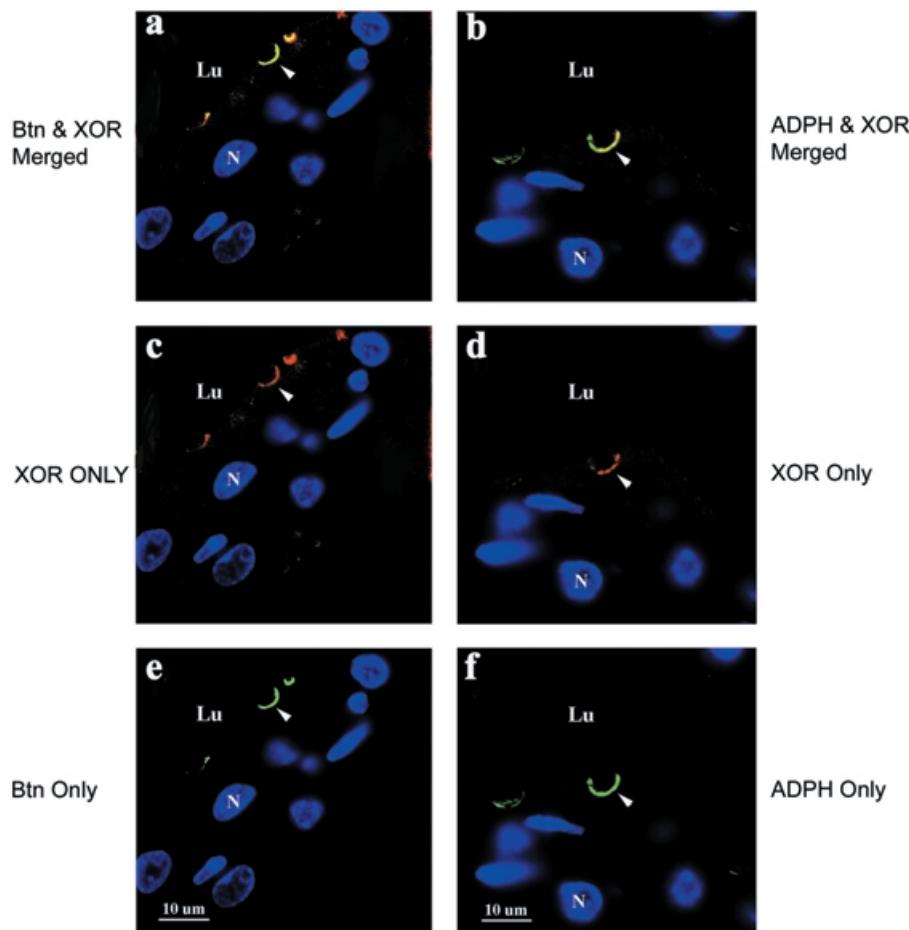 a
Lu
N
Btn & XOR
Merged
b
Lu
N
ADPH & XOR
Merged
c
Lu
N
XOR ONLY
d
Lu
N
XOR Only
e
Lu
N
10 um
Btn Only
f
Lu
N
10 um
ADPH Only